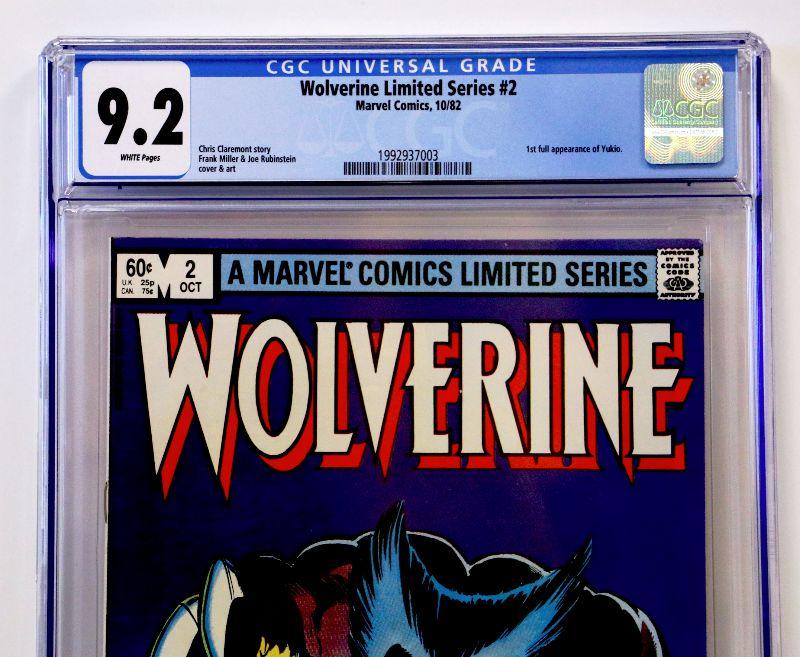 CGC UNIVERSAL GRADE
9.2
WHITE Pages
Wolverine Limited Series #2
Marvel Comics, 10/82
Chris Claremont story
Frank Miller & Joe Rubinstein
cover & art
1992937003
1st full appearance of Yukio.
CGC
CGC
60¢
U.K. 25p
CAN. 75¢
2
OCT
A MARVEL® COMICS LIMITED SERIES
APPROVED
BY THE
COMICS
CODE
CA
AUTHORITY
WOLVERINE